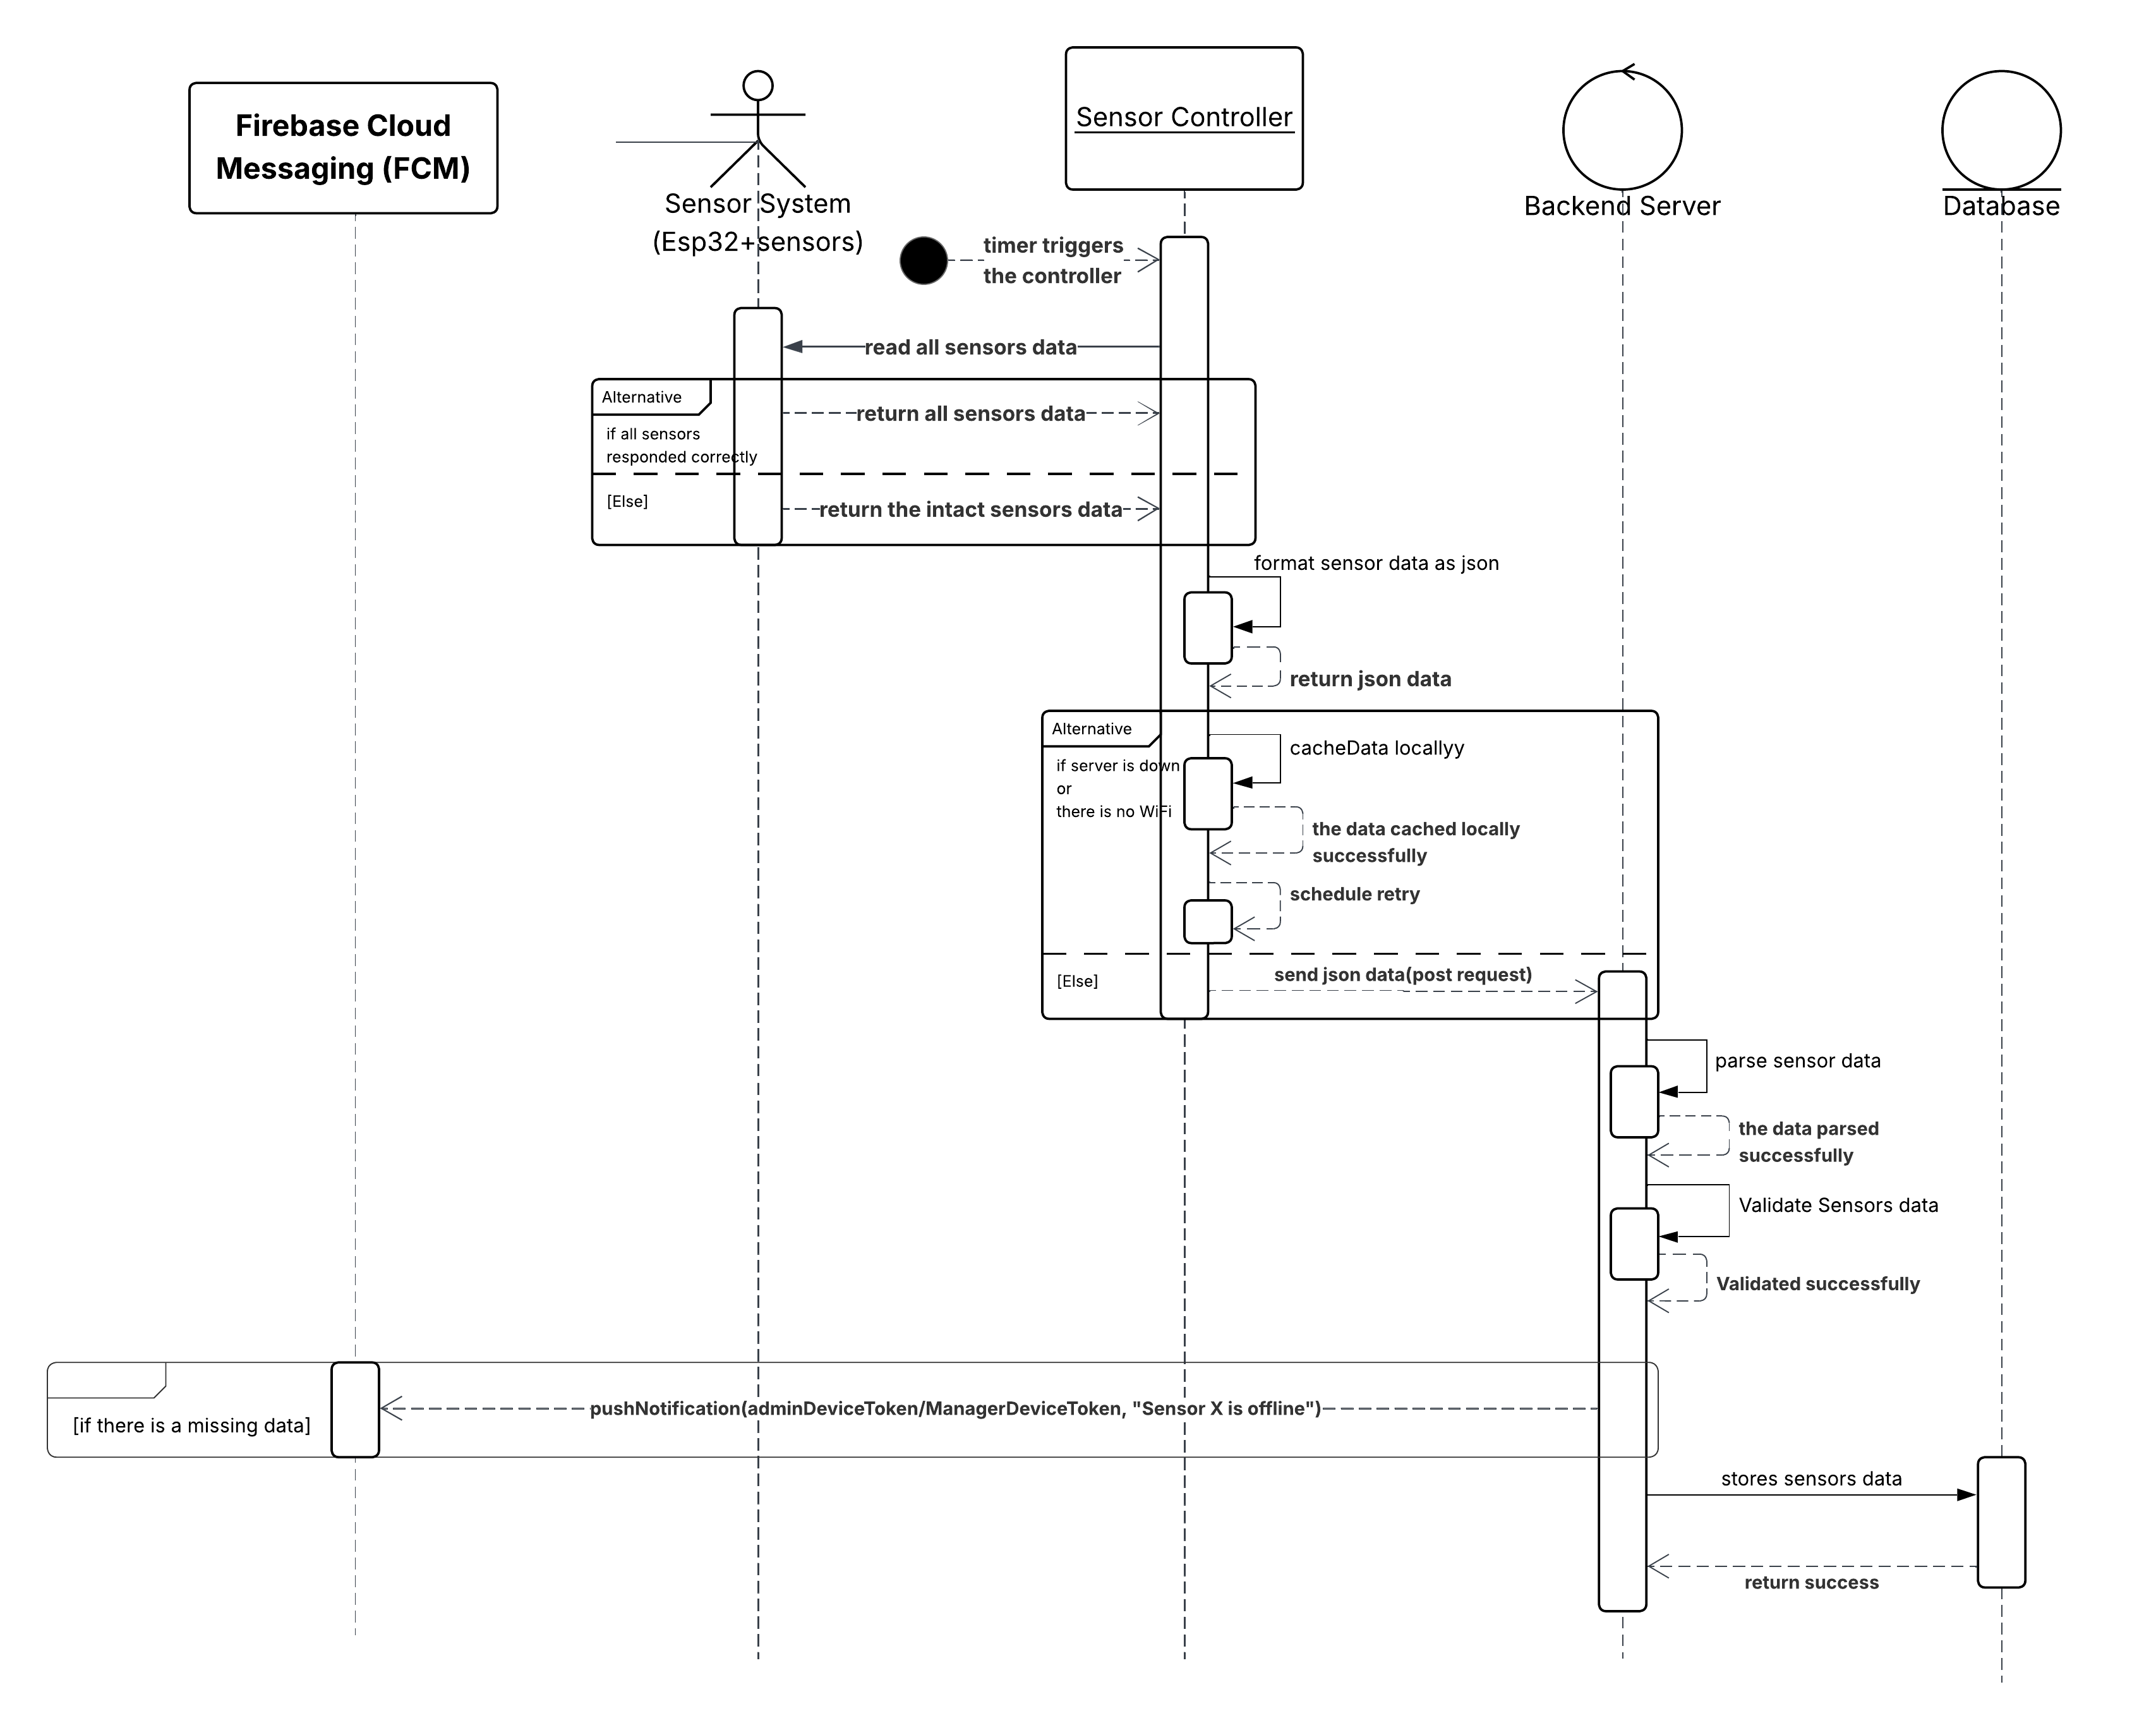 Firebase Cloud
Messaging (FCM)
Sensor System
(Esp32+sensors)
Sensor Controller
Backend Server
Database
timer triggers
the controller
read all sensors data
Alternative
return all sensors data
if all sensors
responded correctly
[Else]
return the intact sensors data
format sensor data as json
return json data
Alternative
cacheData locallyy
if server is down
or
there is no WiFi
the data cached locally
successfully
schedule retry
send json data(post request)
[Else]
parse sensor data
the data parsed
successfully
Validate Sensors data
Validated successfully
pushNotification(adminDeviceToken/ManagerDeviceToken, "Sensor X is offline")
[if there is a missing data]
stores sensors data
return success